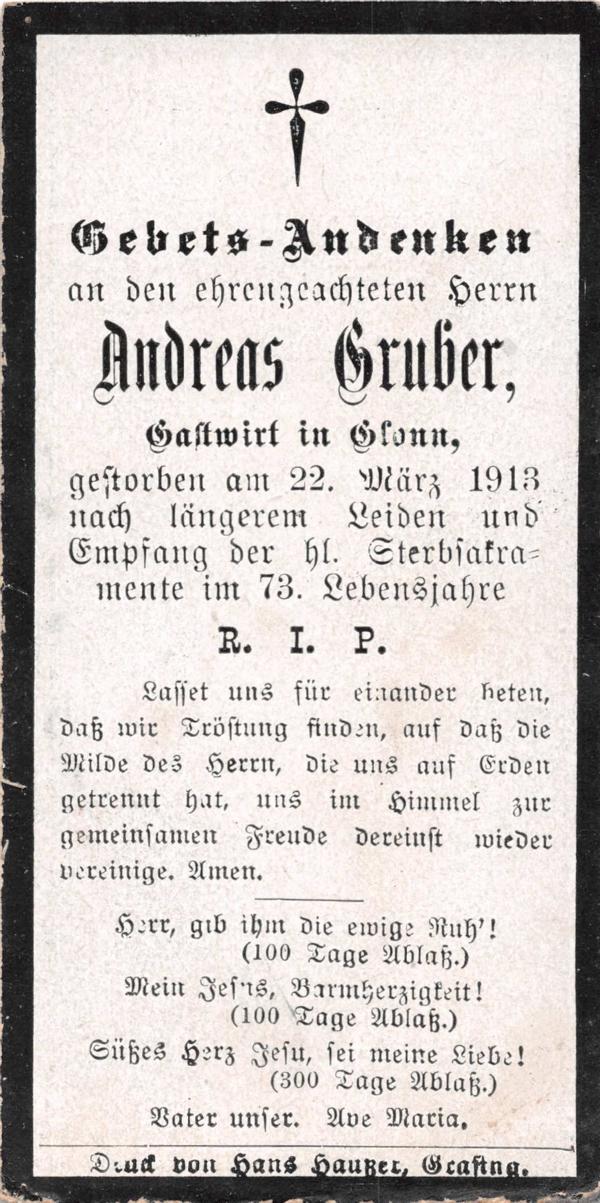 Gebets-Andenken
an den ehrengeachteten Herrn
Andreas Gruber,
Gastwirt in Glonn,
gestorben am 22. März 1913
nach längerem Leiden und
Empfang der hl. Sterbsakra=
mente im 73. Lebensjahre
R. I. P.
Lasset uns für einander beten,
daß wir Tröstung finden, auf daß die
Milde des Herrn, die uns auf Erden
getrennt hat, uns im Himmel zur
gemeinsamen Freude dereinst wieder
vereinige. Amen.
Herr, gib ihm die ewige Ruh'!
(100 Tage Ablaß.)
Mein Jesus, Barmherzigkeit!
(100 Tage Ablaß.)
Süßes Herz Jesu, sei meine Liebe!
(300 Tage Ablaß.)
Vater unser. Ave Maria.
Druck von Hans Haußer, Grafing.